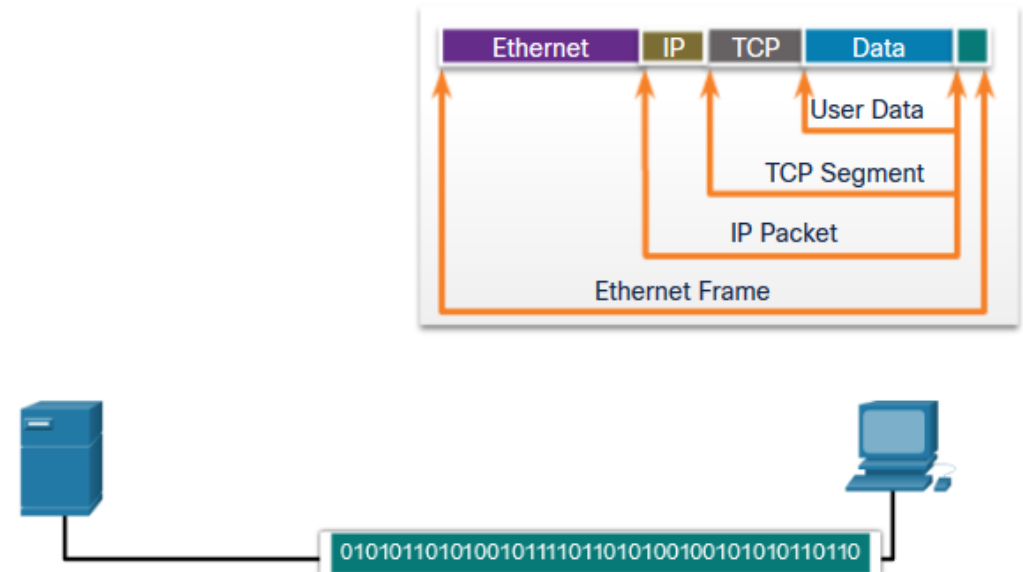 Ethernet IP TCP Data
User Data
TCP Segment
IP Packet
Ethernet Frame
0101011010100101111011010100100101010110110